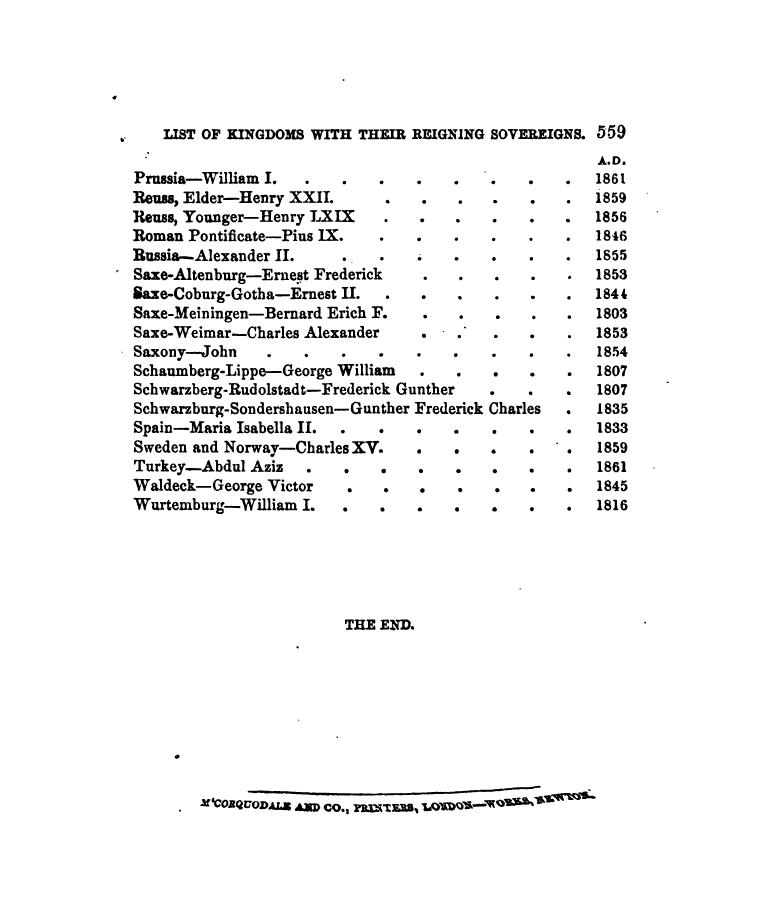 LIST OF KINGDOMS WITH THEIR REIGNING SOVEREIGNS. 559
A.D.
Prussia—William I. . . . . . . . . 1861
Reuss, Elder—Henry XXII. . . . . . . 1859
Reuss, Younger—Henry LXIX . . . . . . 1856
Roman Pontificate—Pius IX. . . . . . . 1846
Russia—Alexander II. . . . . . . . 1855
Saxe-Altenburg—Ernest Frederick . . . . . 1853
Saxe-Coburg-Gotha—Ernest II. . . . . . . 1844
Saxe-Meiningen—Bernard Erich F. . . . . . 1803
Saxe-Weimar—Charles Alexander . . . . . 1853
Saxony—John . . . . . . . . . 1854
Schaumberg-Lippe—George William . . . . . 1807
Schwarzberg-Rudolstadt—Frederick Gunther . . . 1807
Schwarzburg-Sondershausen—Gunther Frederick Charles . 1835
Spain—Maria Isabella II. . . . . . . . 1833
Sweden and Norway—Charles XV. . . . . . 1859
Turkey—Abdul Aziz . . . . . . . . 1861
Waldeck—George Victor . . . . . . . 1845
Wurtemburg—William I. . . . . . . . 1816
THE END.
M'CORQUODALE AND CO., PRINTERS, LONDON—WORKS, NEWTON.